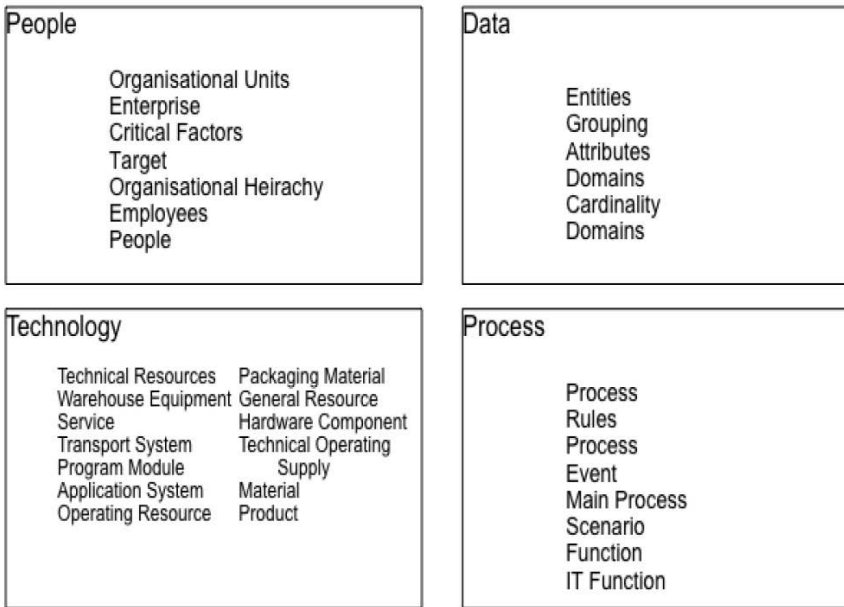 People
Organisational Units
Enterprise
Critical Factors
Target
Organisational Heirachy
Employees
People
Data
Entities
Grouping
Attributes
Domains
Cardinality
Domains
Technology
Technical Resources
Warehouse Equipment
Service
Transport System
Program Module
Application System
Operating Resource
Packaging Material
General Resource
Hardware Component
Technical Operating
Supply
Material
Product
Process
Process
Rules
Process
Event
Main Process
Scenario
Function
IT Function